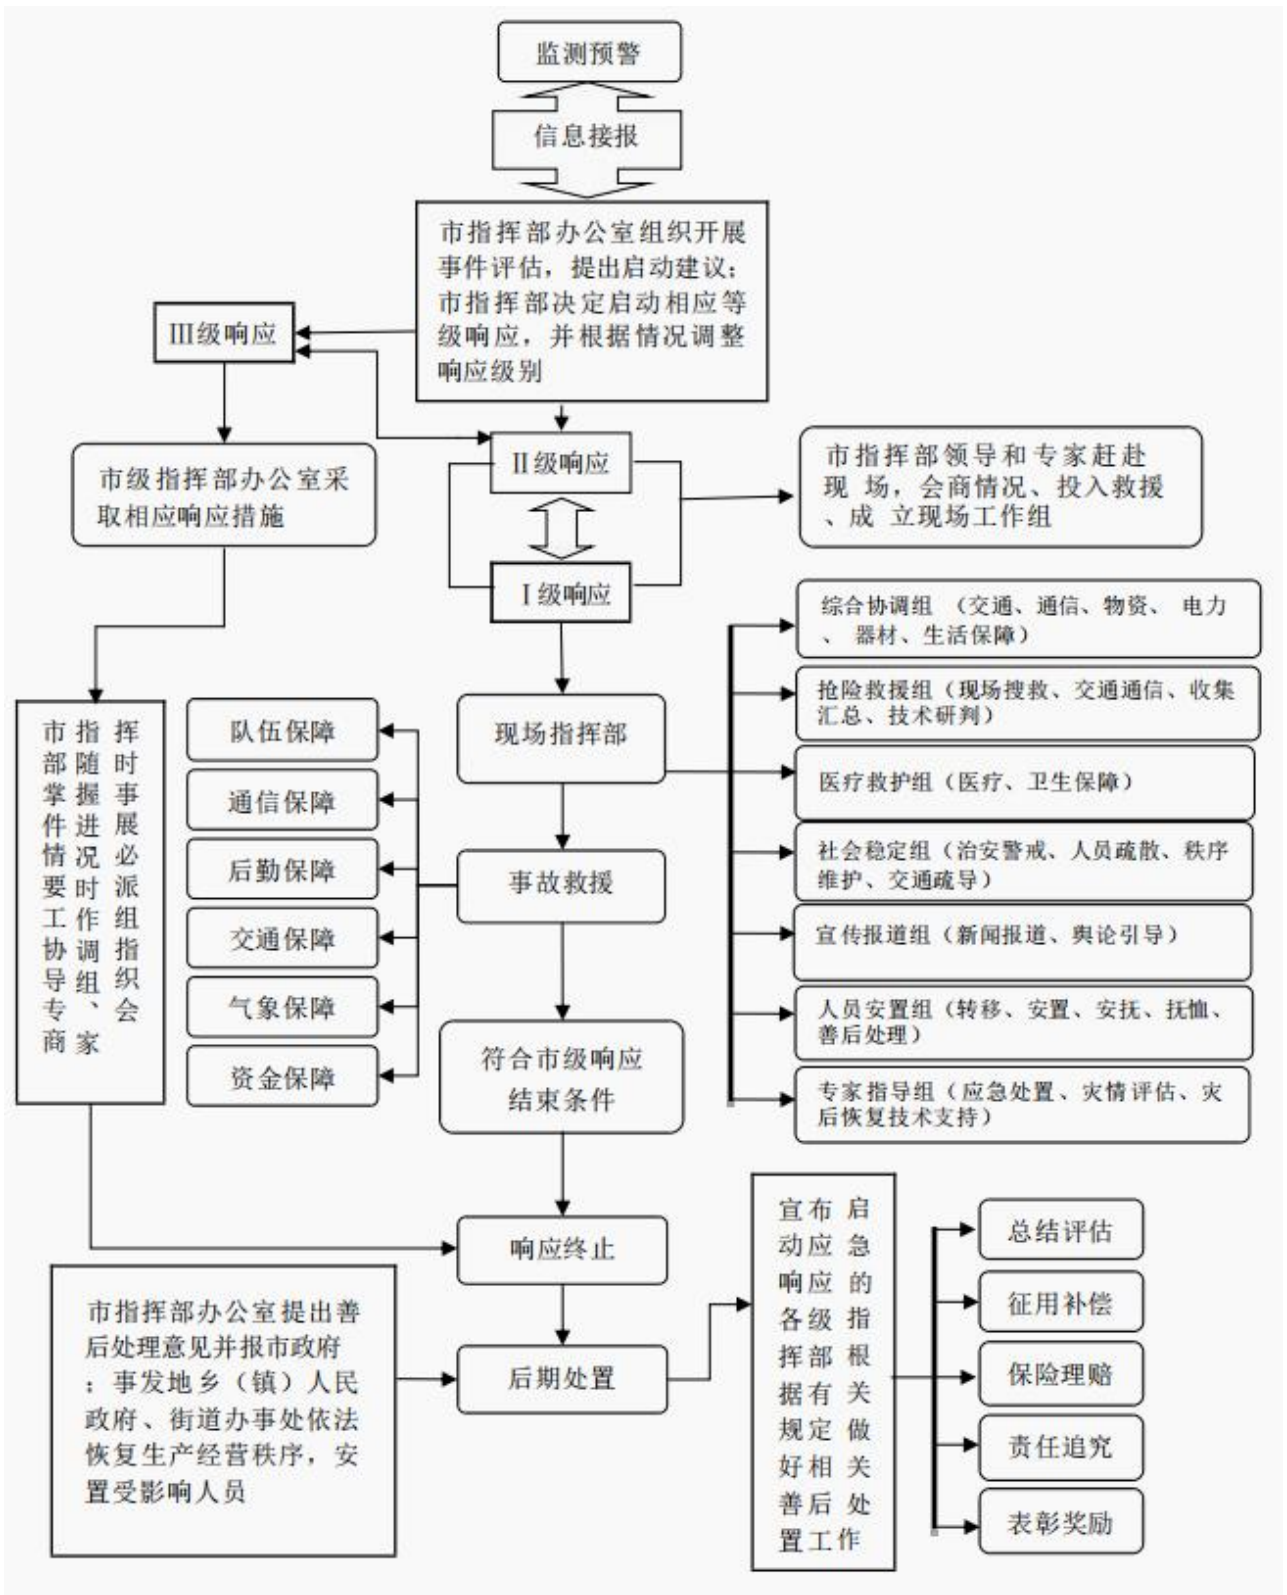 监测预警
信息接报
市指挥部办公室组织开展
事件评估，提出启动建议；
市指挥部决定启动相应等
级响应，并根据情况调整
响应级别
Ⅲ级响应
市级指挥部办公室采
取相应响应措施
Ⅱ级响应
Ⅰ级响应
市指挥部领导和专家赶赴
现 场，会商情况、投入救援
、成 立现场工作组
综合协调组 （交通、通信、物资、 电力
、 器材、生活保障）
抢险救援组（现场搜救、交通通信、收集
汇总、技术研判）
医疗救护组（医疗、卫生保障）
社会稳定组（治安警戒、人员疏散、秩序
维护、交通疏导）
宣传报道组（新闻报道、舆论引导）
人员安置组（转移、安置、安抚、抚恤、
善后处理）
专家指导组（应急处置、灾情评估、灾
后恢复技术支持）
市指挥
部随时
掌握事
件进展
情况必
要时派
工作组
协调指
导组织
专、会
商家
队伍保障
通信保障
后勤保障
交通保障
气象保障
资金保障
现场指挥部
事故救援
符合市级响应
结束条件
响应终止
后期处置
市指挥部办公室提出善
后处理意见并报市政府
；事发地乡（镇）人民
政府、街道办事处依法
恢复生产经营秩序，安
置受影响人员
宣布启
动应急
响应的
各级指
挥部根
据有关
规定做
好相关
善后处
置工作
总结评估
征用补偿
保险理赔
责任追究
表彰奖励